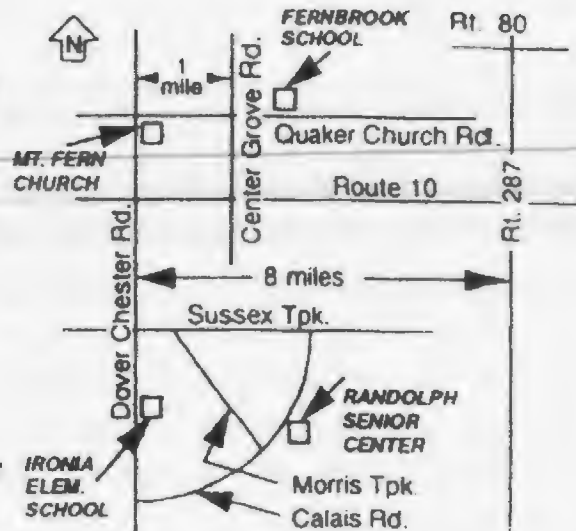 N
1
mile
Center Grove Rd.
FERNBROOK
SCHOOL
Rt. 80
Quaker Church Rd.
MT. FERN
CHURCH
Route 10
Rt. 287
Dover Chester Rd.
8 miles
Sussex Tpk.
RANDOLPH
SENIOR
CENTER
IRONIA
ELEM.
SCHOOL
Morris Tpk.
Calais Rd.